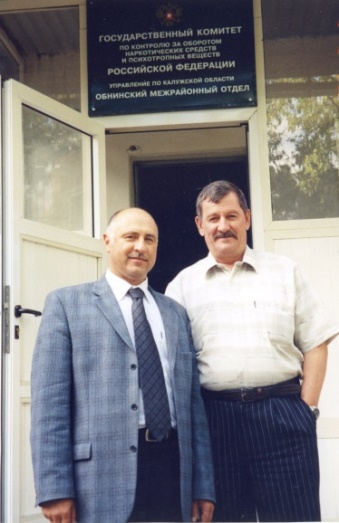 ГОСУДАРСТВЕННЫЙ КОМИТЕТ
ПО КОНТРОЛЮ ЗА ОБОРОТОМ
НАРКОТИЧЕСКИХ СРЕДСТВ
И ПСИХОТРОПНЫХ ВЕЩЕСТВ
РОССИЙСКОЙ ФЕДЕРАЦИИ
УПРАВЛЕНИЕ ПО КАЛУЖСКОЙ ОБЛАСТИ
ОБНИНСКИЙ МЕЖРАЙОННЫЙ ОТДЕЛ